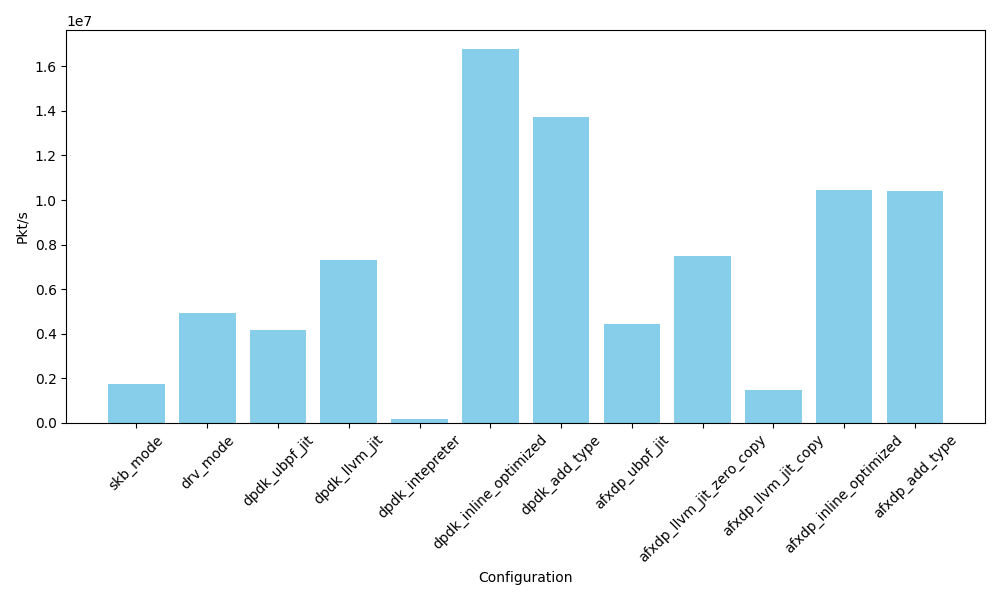 1e7
Pkt/s
1.6
1.4
1.2
1.0
0.8
0.6
0.4
0.2
0.0
skb_mode
drv_mode
dpdk_ubpf_jit
dpdk_llvm_jit
dpdk_intepreter
dpdk_inline_optimized
dpdk_add_type
afxdp_ubpf_jit
afxdp_llvm_jit_zero_copy
afxdp_llvm_jit_copy
afxdp_inline_optimized
afxdp_add_type
Configuration